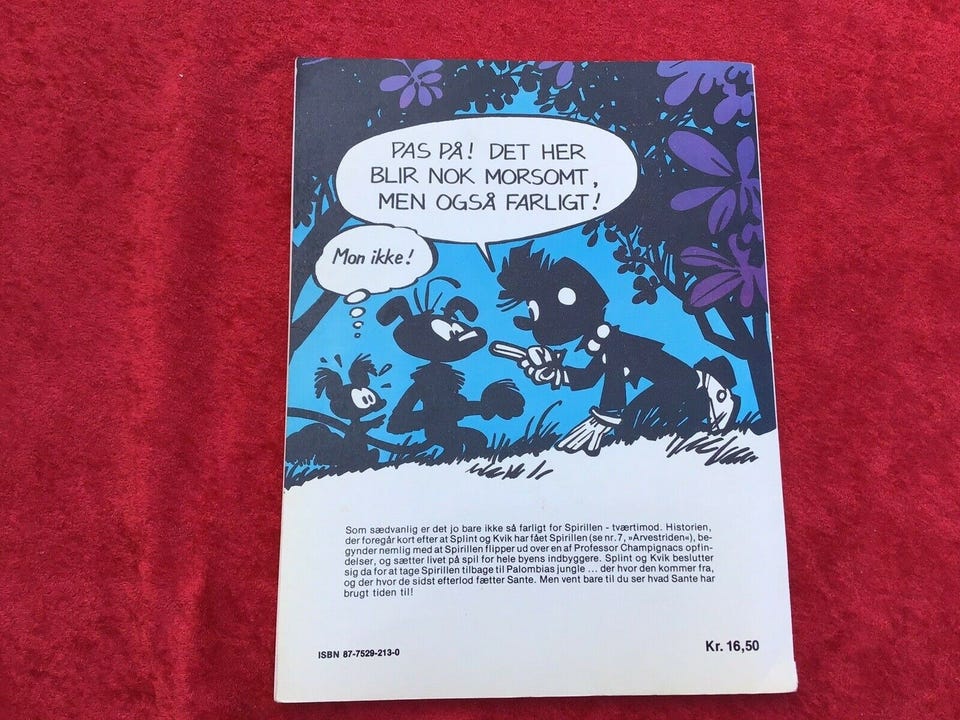 PAS PÅ! DET HER
BLIR NOK MORSOMT,
MEN OGSÅ FARLIGT!
Mon ikke!
Som sædvanlig er det jo bare ikke så farligt for Spirillen - tværtimod. Historien,
der foregår kort efter at Splint og Kvik har fået Spirillen (se nr. 7, »Arvestriden«), be-
gynder nemlig med at Spirillen flipper ud over en af Professor Champignacs opfin-
delser, og sætter livet på spil for hele byens indbyggere. Splint og Kvik beslutter
sig da for at tage Spirillen tilbage til Palombias jungle ... der hvor den kommer fra,
og der hvor de sidst efterlod fætter Sante. Men vent bare til du ser hvad Sante har
brugt tiden til!
ISBN 87-7529-213-0
Kr. 16,50